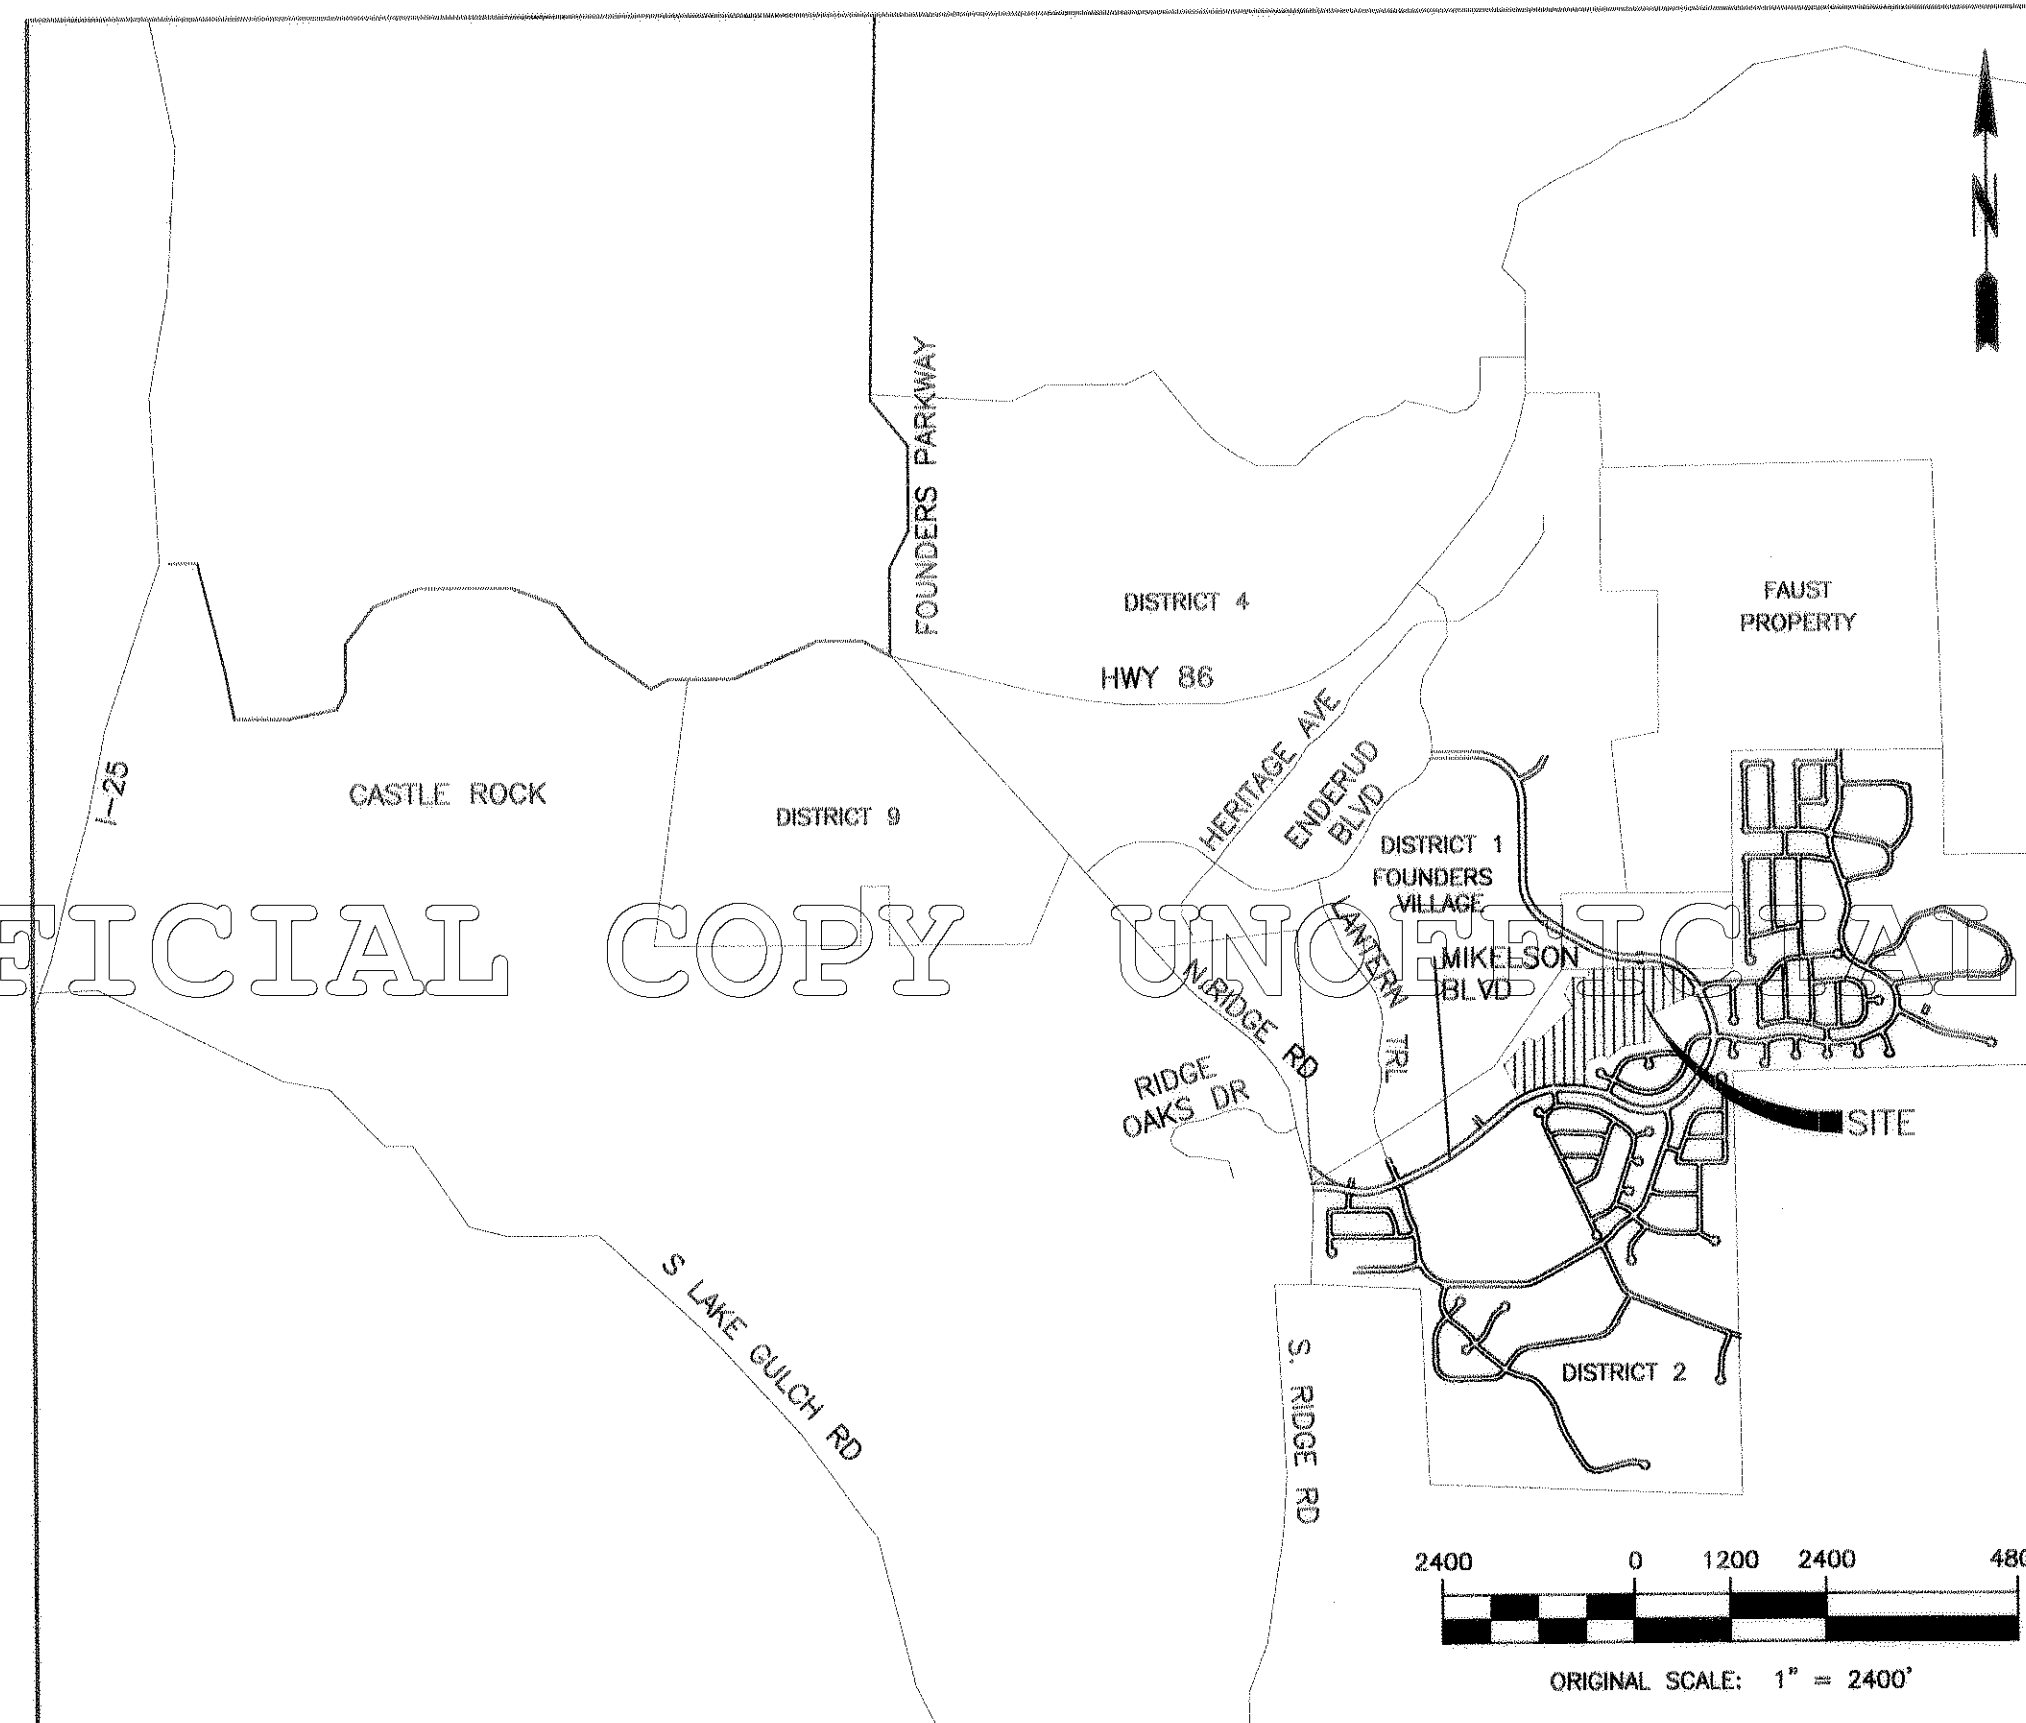 N
FOUNDERS PARKWAY
DISTRICT 4
FAUST
PROPERTY
HWY 86
HERITAGE AVE
ENDERUD
BLVD
I-25
CASTLE ROCK
DISTRICT 9
DISTRICT 1
FOUNDERS
VILLAGE
FICIAL COPY UNOFFICIAL
LANTERN TRL
MIKELSON
BLVD
N.RIDGE RD
RIDGE
OAKS DR
SITE
S LAKE GULCH RD
S. RIDGE RD
DISTRICT 2
2400 0 1200 2400 480
ORIGINAL SCALE: 1" = 2400'